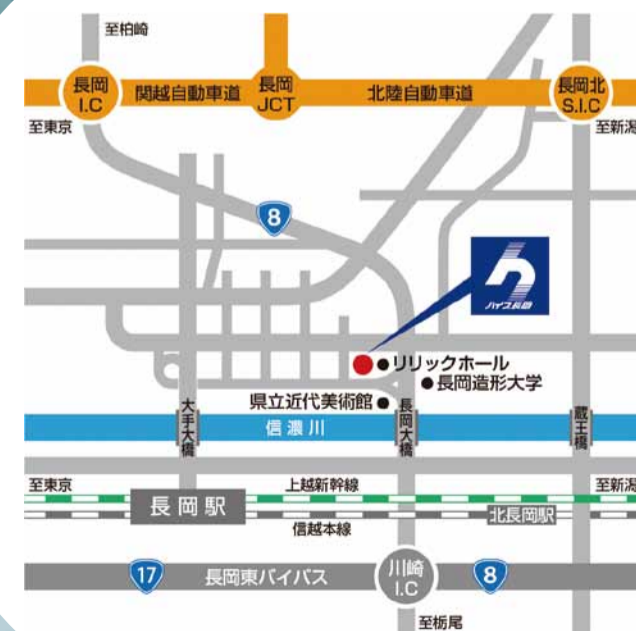 至柏崎
長岡
I.C
関越自動車道
長岡
JCT
北陸自動車道
長岡北
S.I.C
至東京
至新潟
8
ハイブ長岡
リリックホール
長岡造形大学
県立近代美術館
大手大橋
信濃川
長岡大橋
蔵王橋
至東京
上越新幹線
至新潟
長岡駅
北長岡駅
信越本線
17
長岡東バイパス
川崎
I.C
8
至栃尾